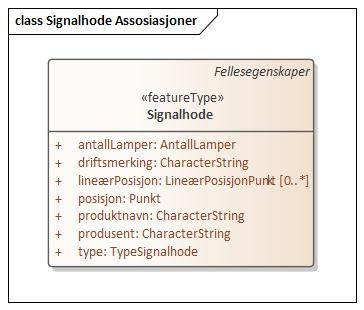 class Signalhode Assosiasjoner
Fellesegenskaper
«featureType»
Signalhode
+ antallLamper: AntallLamper
+ driftsmerking: CharacterString
+ lineærPosisjon: LineærPosisjonPunkt [0..*]
+ posisjon: Punkt
+ produktnavn: CharacterString
+ produsent: CharacterString
+ type: TypeSignalhode